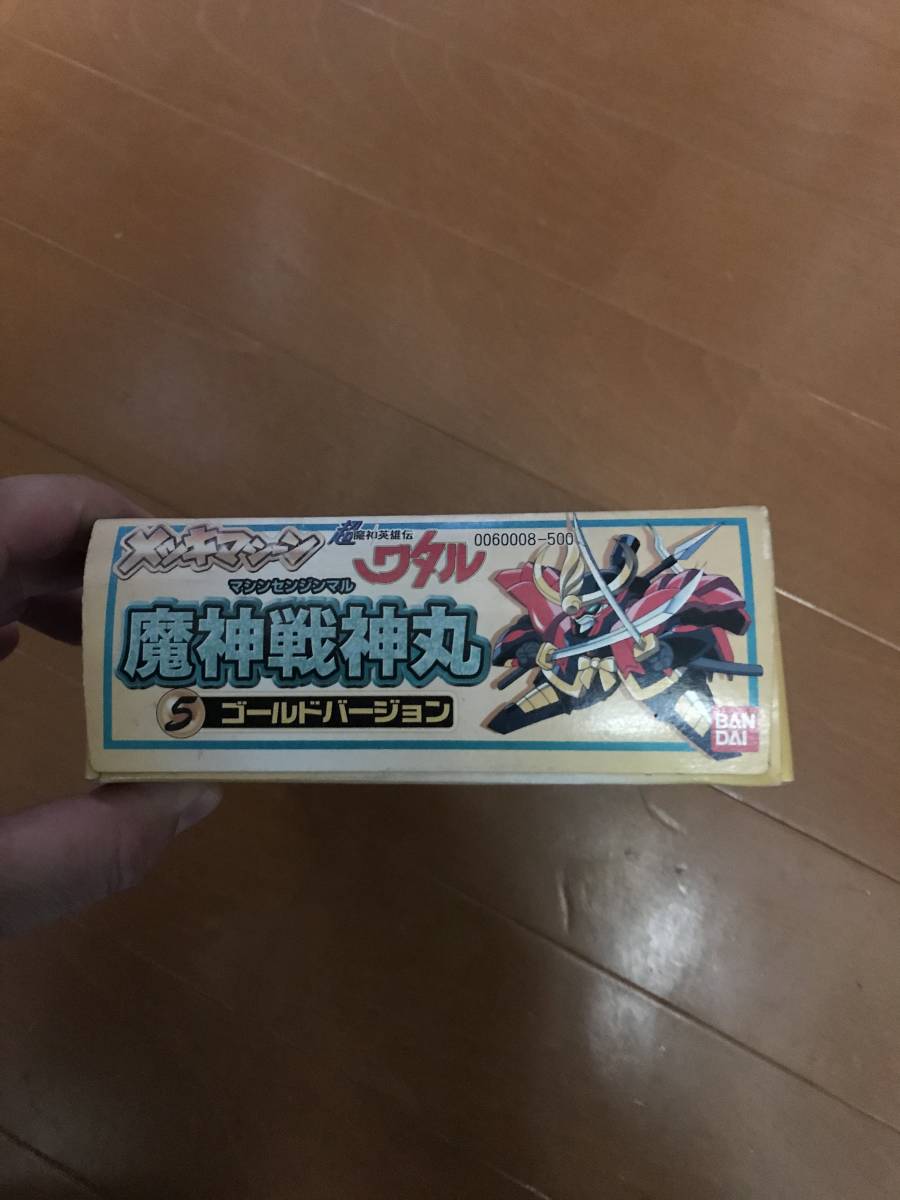 メッキマシーン
超魔神英雄伝
ワタル
0060008-500
マシンセンジンマル
魔神戦神丸
5 ゴールドバージョン
BAN
DAI